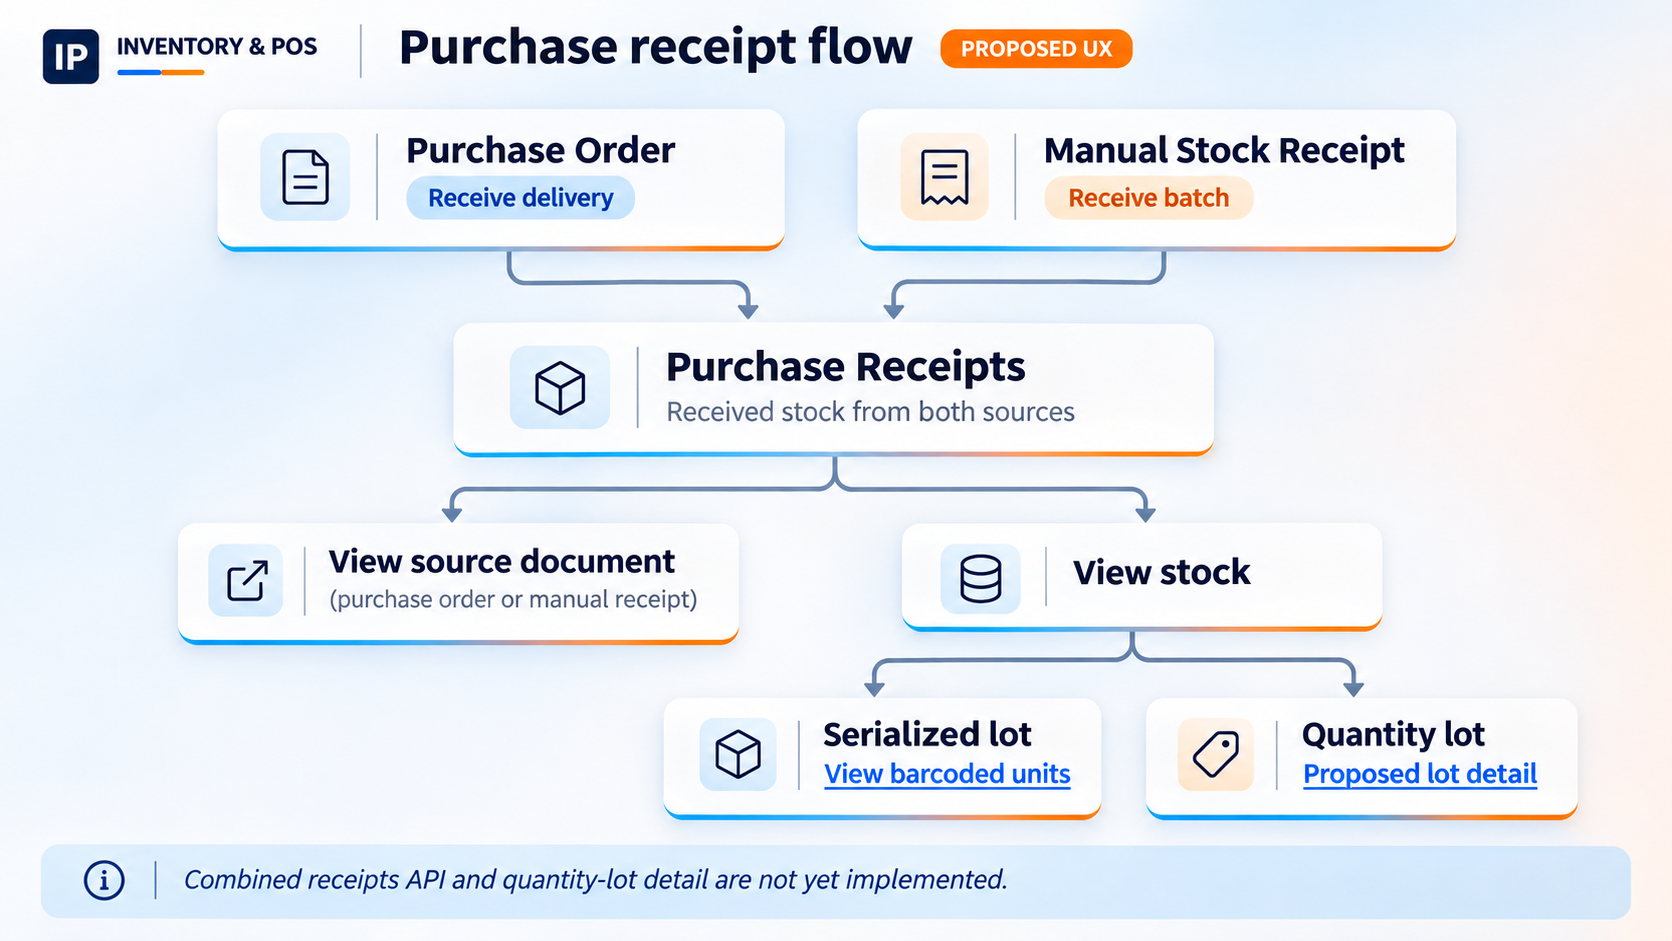 IP
INVENTORY & POS
Purchase receipt flow
PROPOSED UX
Purchase Order
Receive delivery
Manual Stock Receipt
Receive batch
Purchase Receipts
Received stock from both sources
View source document
(purchase order or manual receipt)
View stock
Serialized lot
View barcoded units
Quantity lot
Proposed lot detail
Combined receipts API and quantity-lot detail are not yet implemented.